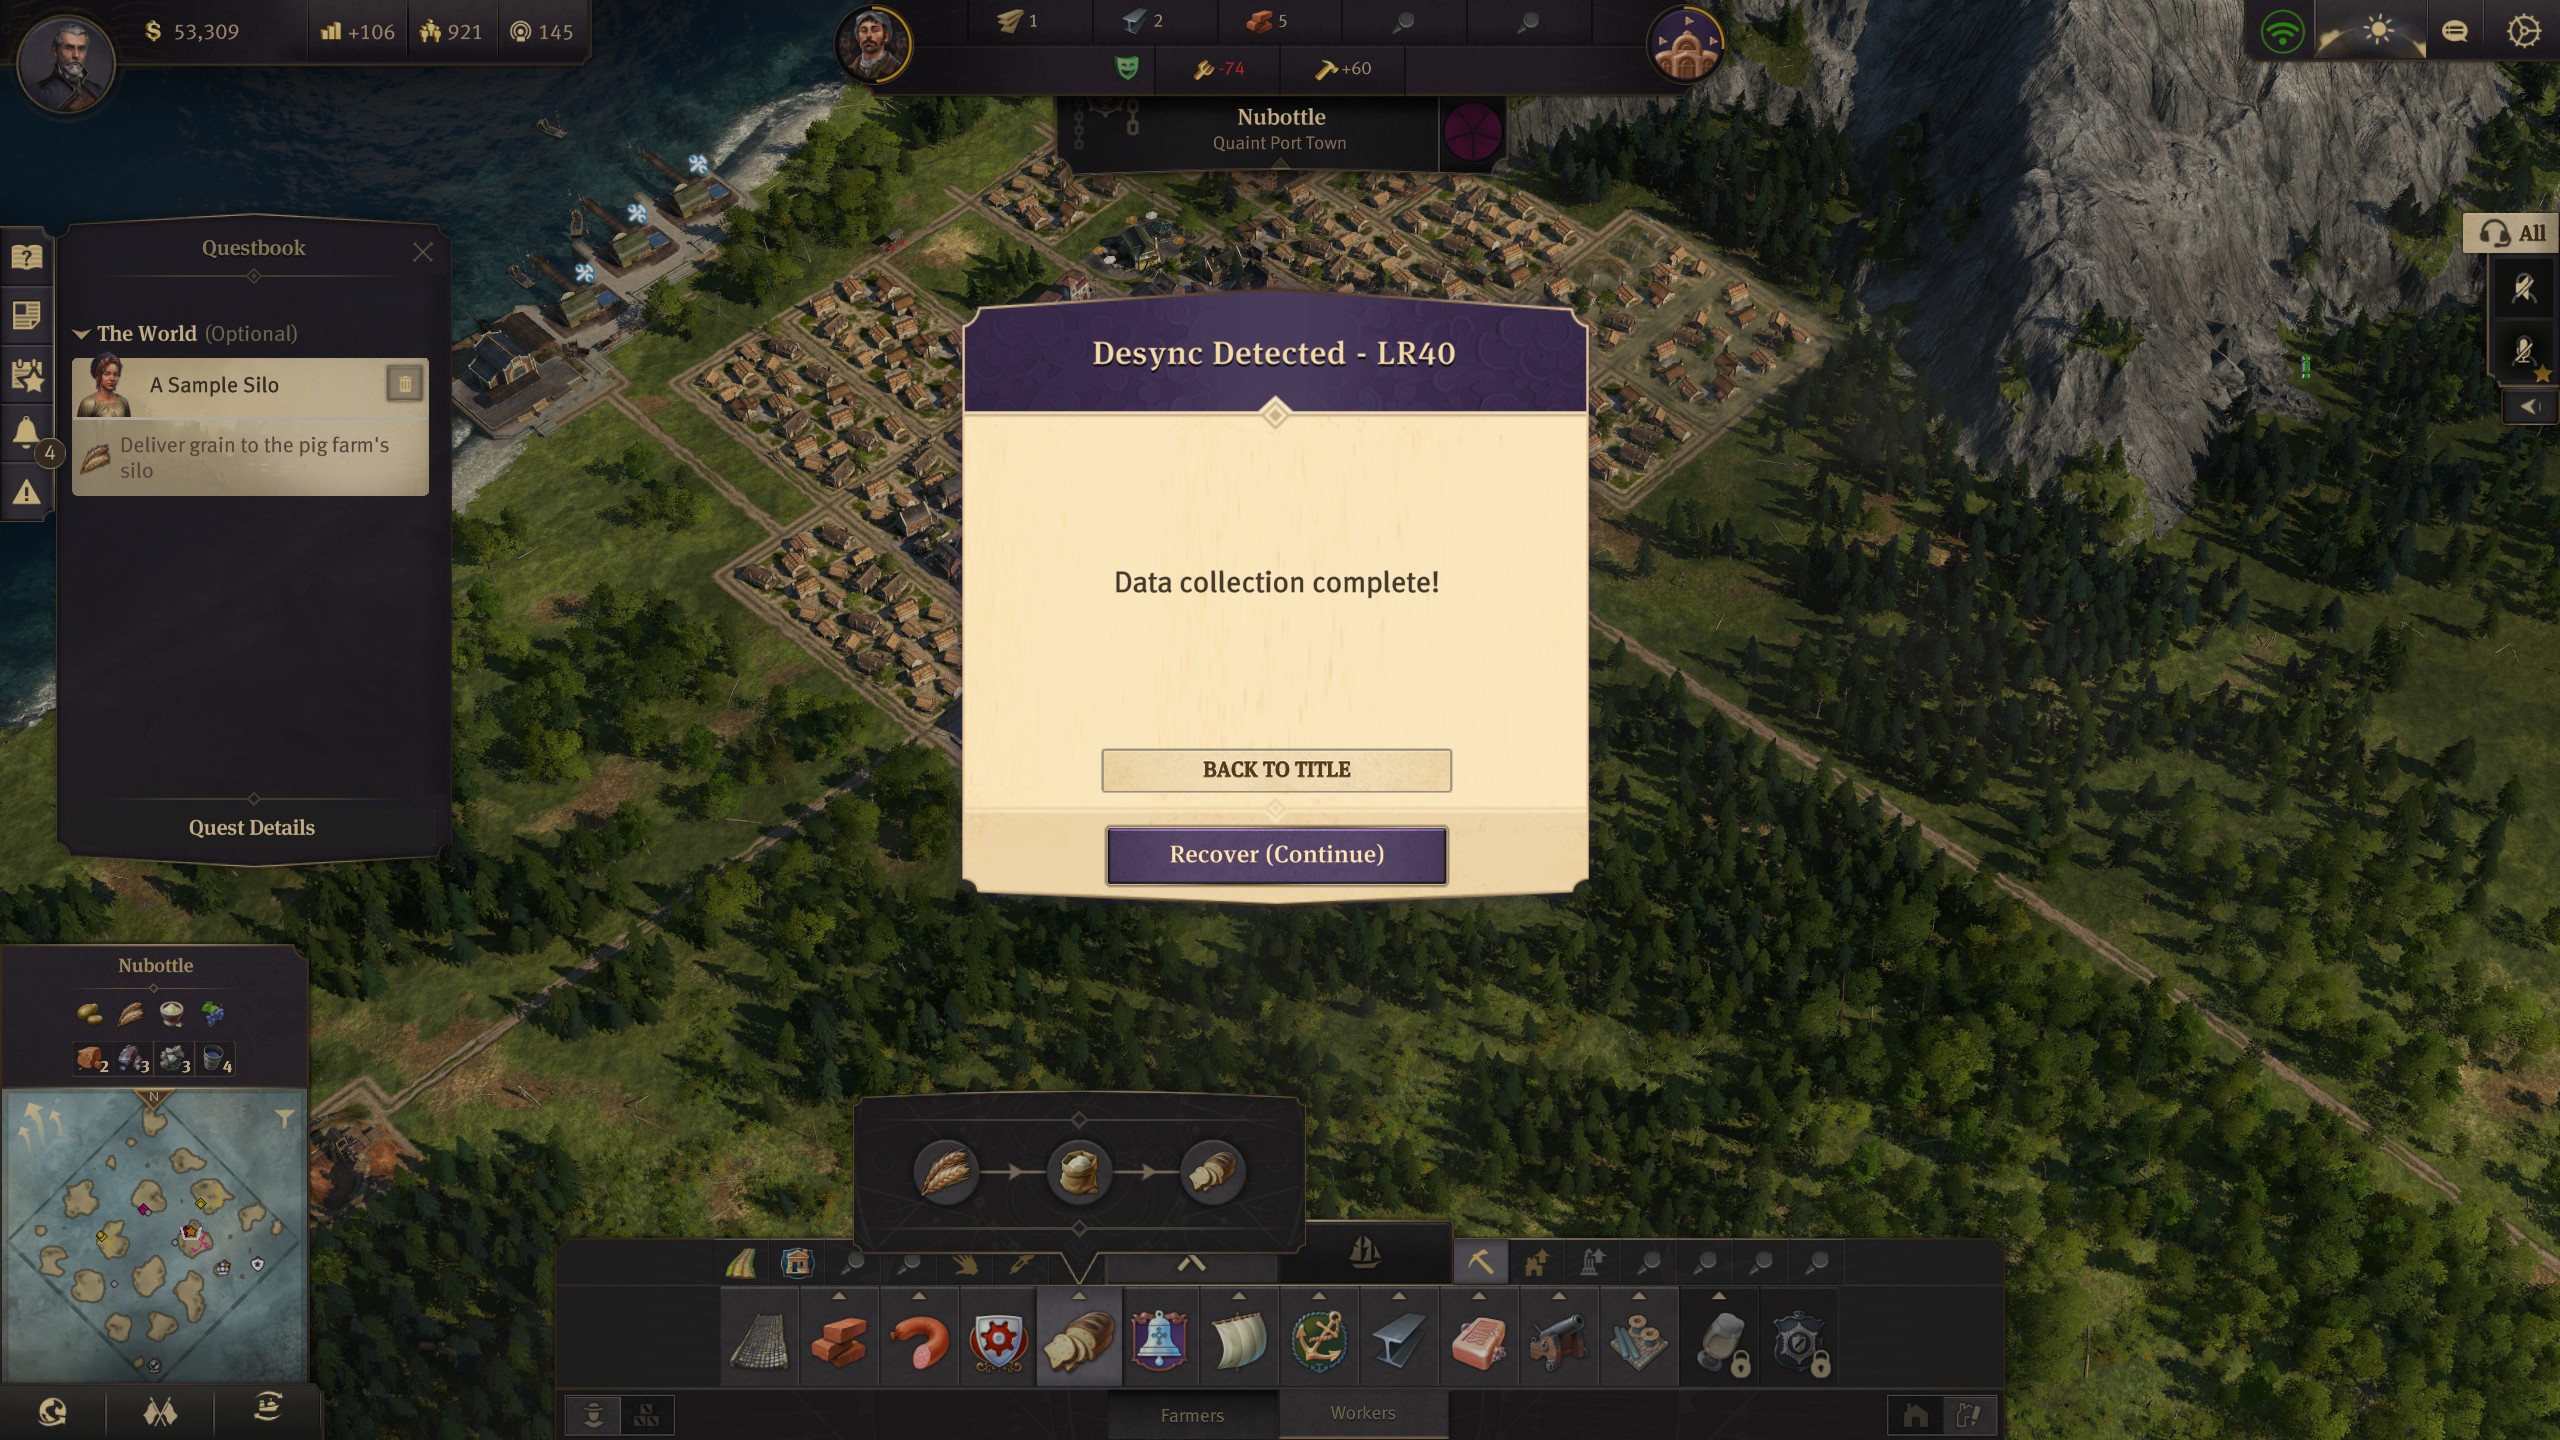 53,309
+106
921
145
1
2
5
-74
+60
Nubottle
Quaint Port Town
All
Questbook
The World (Optional)
A Sample Silo
Deliver grain to the pig farm's
silo
4
Quest Details
Desync Detected - LR40
Data collection complete!
BACK TO TITLE
Recover (Continue)
Nubottle
2
3
3
4
N
Farmers
Workers